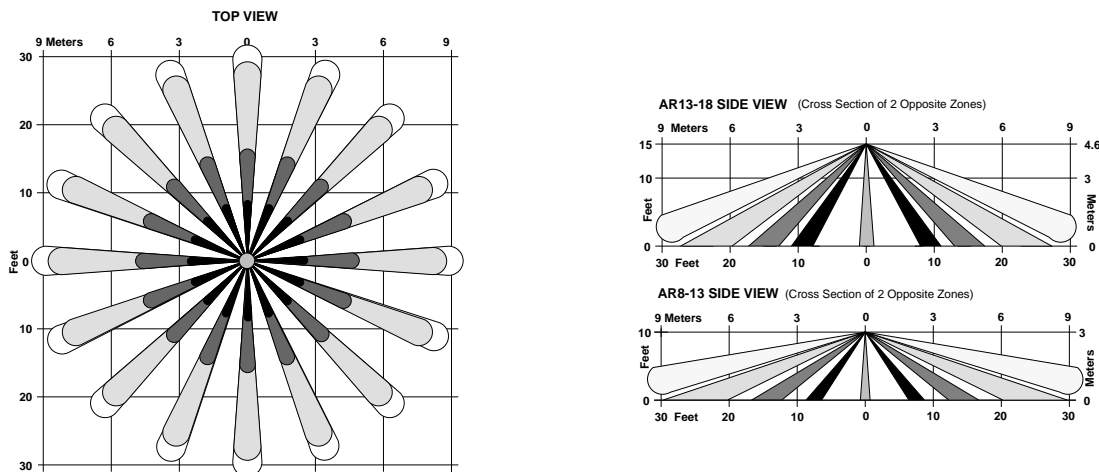 TOP VIEW
9 Meters 6 3 0 3 6 9
30
20
10
Feet
0
10
20
30
AR13-18 SIDE VIEW (Cross Section of 2 Opposite Zones)
9 Meters 6 3 0 3 6 9
15 4.6
10 3
Feet Meters
0 0
30 Feet 20 10 0 10 20 30
AR8-13 SIDE VIEW (Cross Section of 2 Opposite Zones)
9 Meters 6 3 0 3 6 9
10 3
Feet Meters
0 0
30 Feet 20 10 0 10 20 30